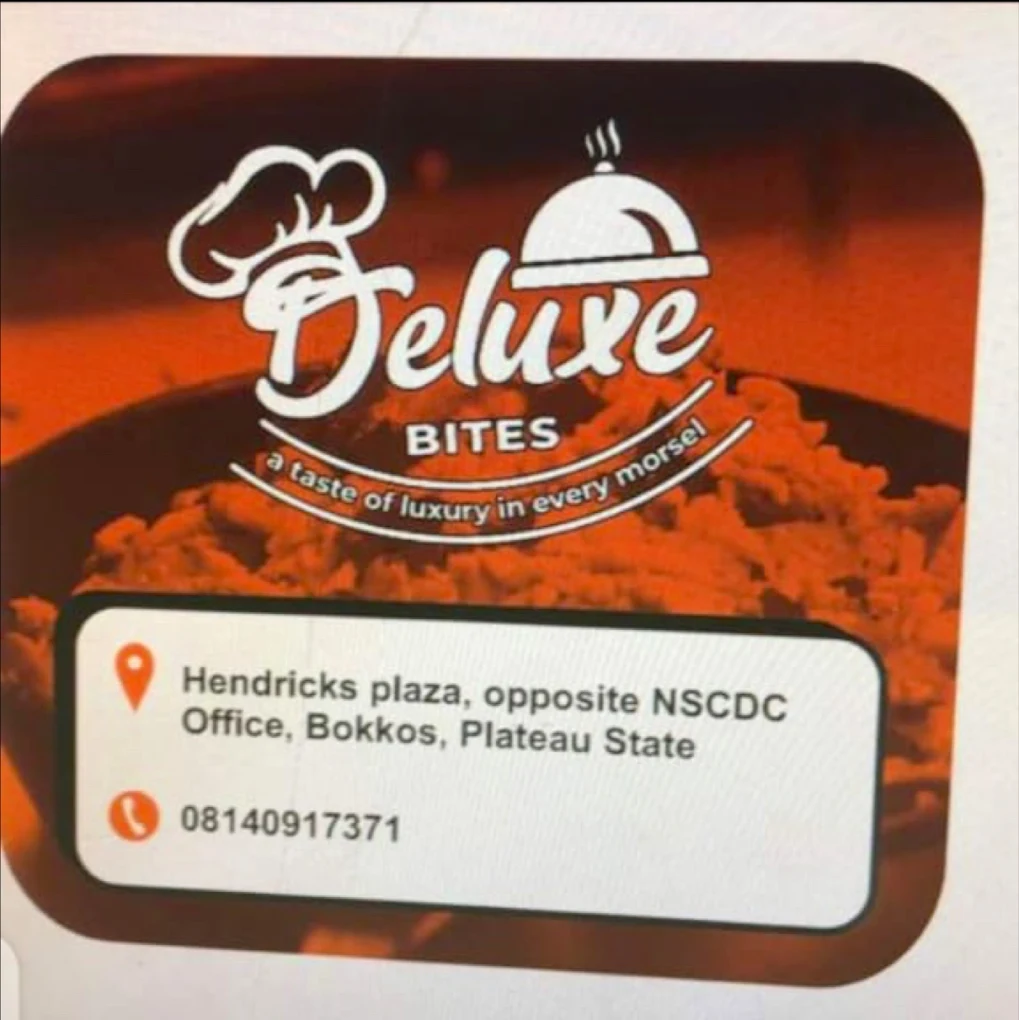 Deluxe
BITES
a taste of luxury in every morsel
Hendricks plaza, opposite NSCDC
Office, Bokkos, Plateau State
08140917371